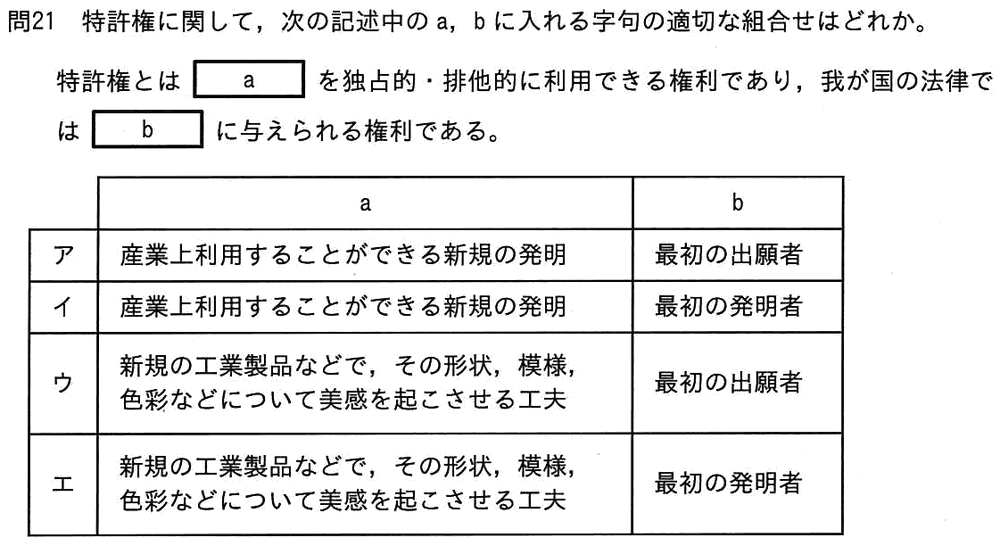 問21 特許権に関して，次の記述中の a，b に入れる字句の適切な組合せはどれか。
特許権とは a を独占的・排他的に利用できる権利であり，我が国の法律で
は b に与えられる権利である。
a b
ア 産業上利用することができる新規の発明 最初の出願者
イ 産業上利用することができる新規の発明 最初の発明者
ウ 新規の工業製品などで，その形状，模様，
色彩などについて美感を起こさせる工夫 最初の出願者
エ 新規の工業製品などで，その形状，模様，
色彩などについて美感を起こさせる工夫 最初の発明者